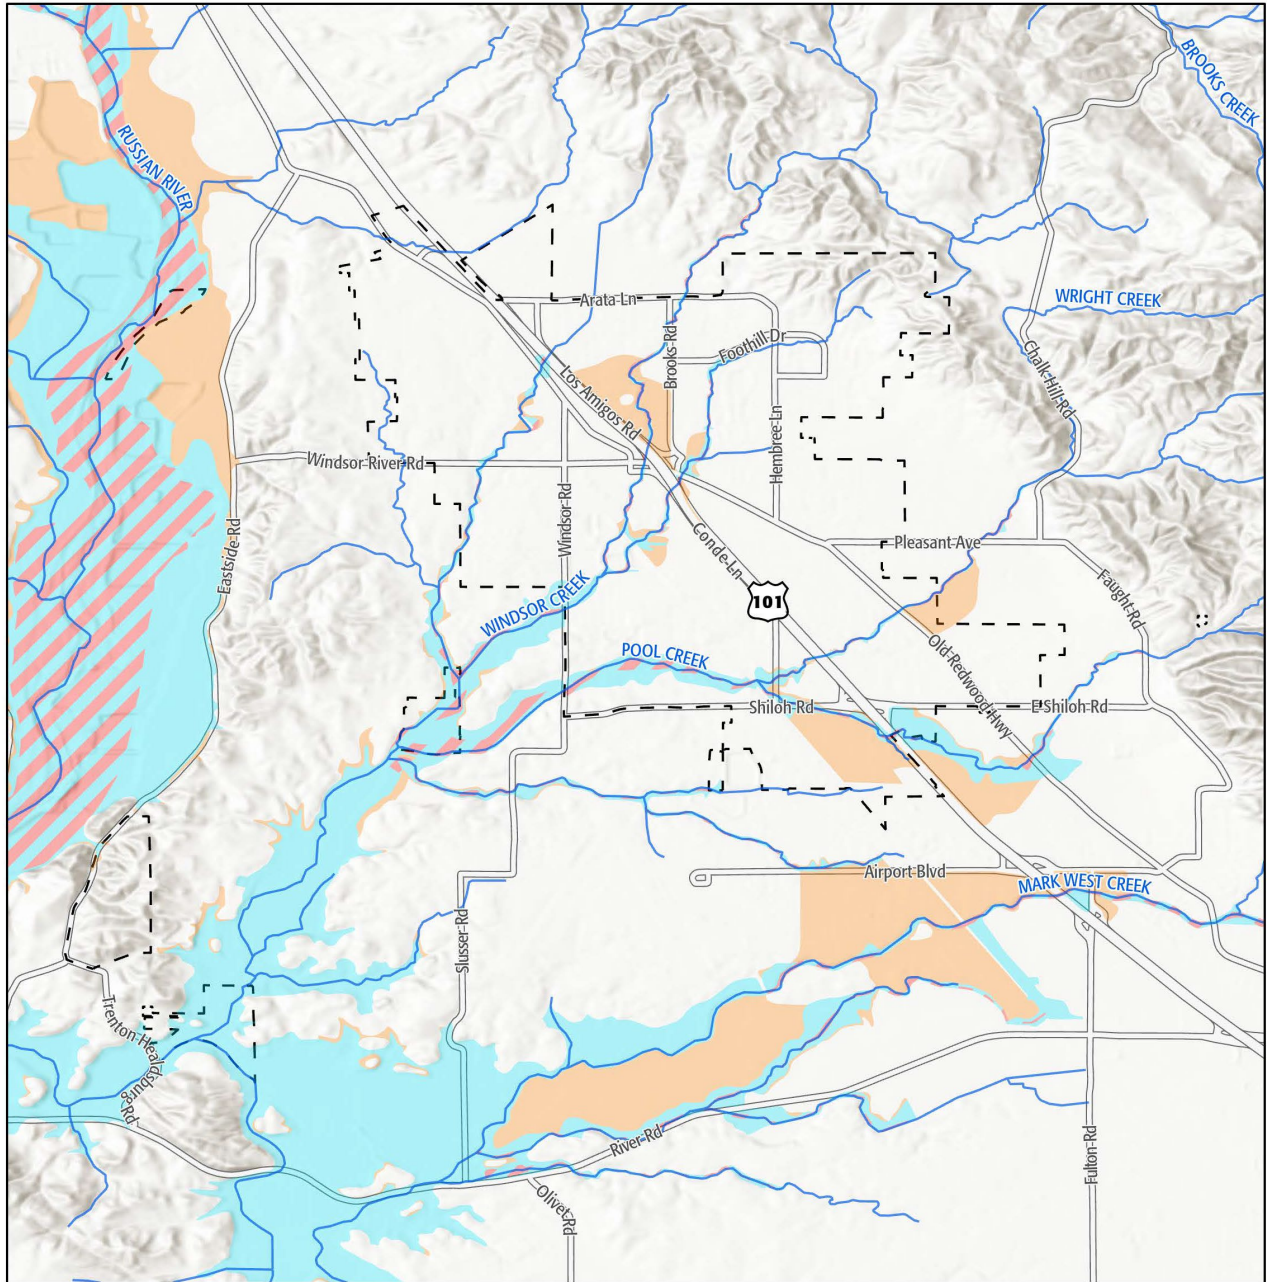 BROOKS CREEK
RUSSIAN RIVER
WRIGHT CREEK
Arata Ln
Brooks Rd
Foothill Dr
Chalk Hill Rd
Los Amigos Rd
Hembree Ln
Windsor River Rd
Windsor Rd
Eastside Rd
Conde Ln
Pleasant Ave
Faught Rd
101
WINDSOR CREEK
POOL CREEK
Old Redwood Hwy
Shiloh Rd
E Shiloh Rd
Airport Blvd
MARK WEST CREEK
Slusser Rd
Trenton Healdsburg Rd
River Rd
Fulton Rd
Olivet Rd